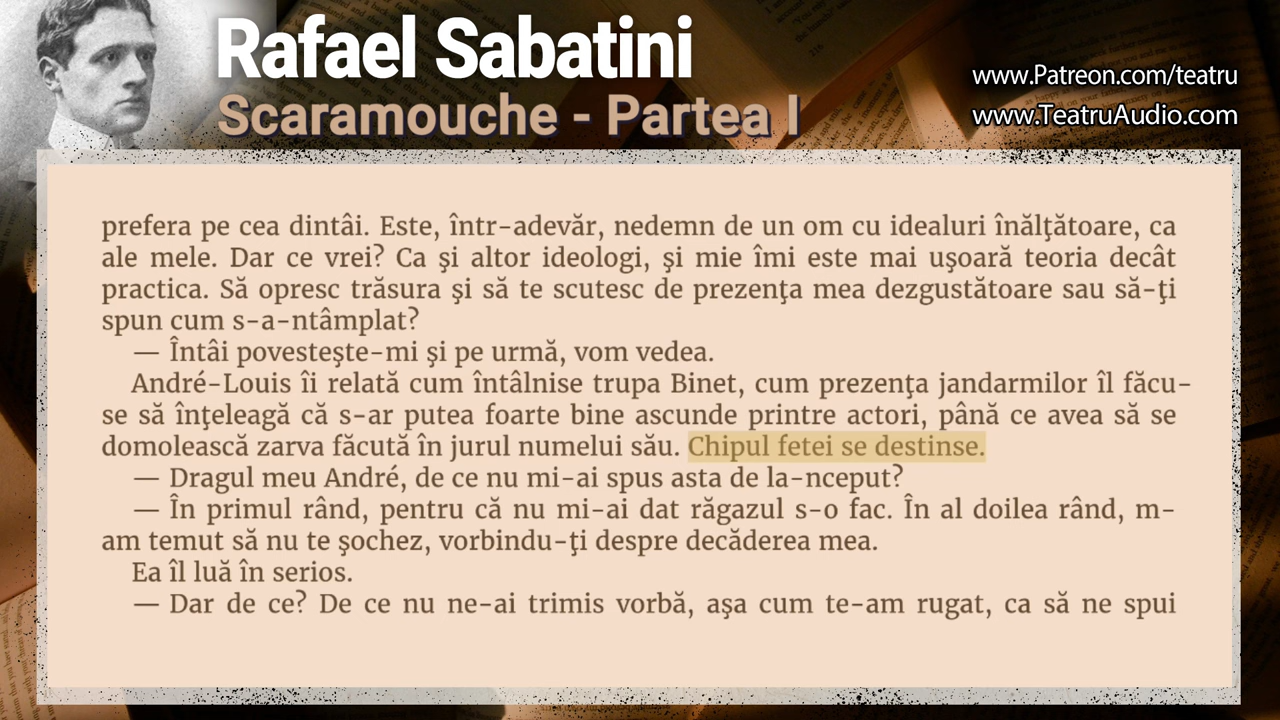 Rafael Sabatini
Scaramouche - Partea I
www.Patreon.com/teatru
www.TeatruAudio.com
prefera pe cea dintâi. Este, într-adevăr, nedemn de un om cu idealuri înălţătoare, ca
ale mele. Dar ce vrei? Ca şi altor ideologi, şi mie îmi este mai uşoară teoria decât
practica. Să opresc trăsura şi să te scutesc de prezenţa mea dezgustătoare sau să-ţi
spun cum s-a-ntâmplat?
— Întâi povesteşte-mi şi pe urmă, vom vedea.
André-Louis îi relată cum întâlnise trupa Binet, cum prezenţa jandarmilor îl făcu-
se să înţeleagă că s-ar putea foarte bine ascunde printre actori, până ce avea să se
domolească zarva făcută în jurul numelui său. Chipul fetei se destinse.
— Dragul meu André, de ce nu mi-ai spus asta de la-nceput?
— În primul rând, pentru că nu mi-ai dat răgazul s-o fac. În al doilea rând, m-
am temut să nu te şochez, vorbindu-ţi despre decăderea mea.
Ea îl luă în serios.
— Dar de ce? De ce nu ne-ai trimis vorbă, aşa cum te-am rugat, ca să ne spui